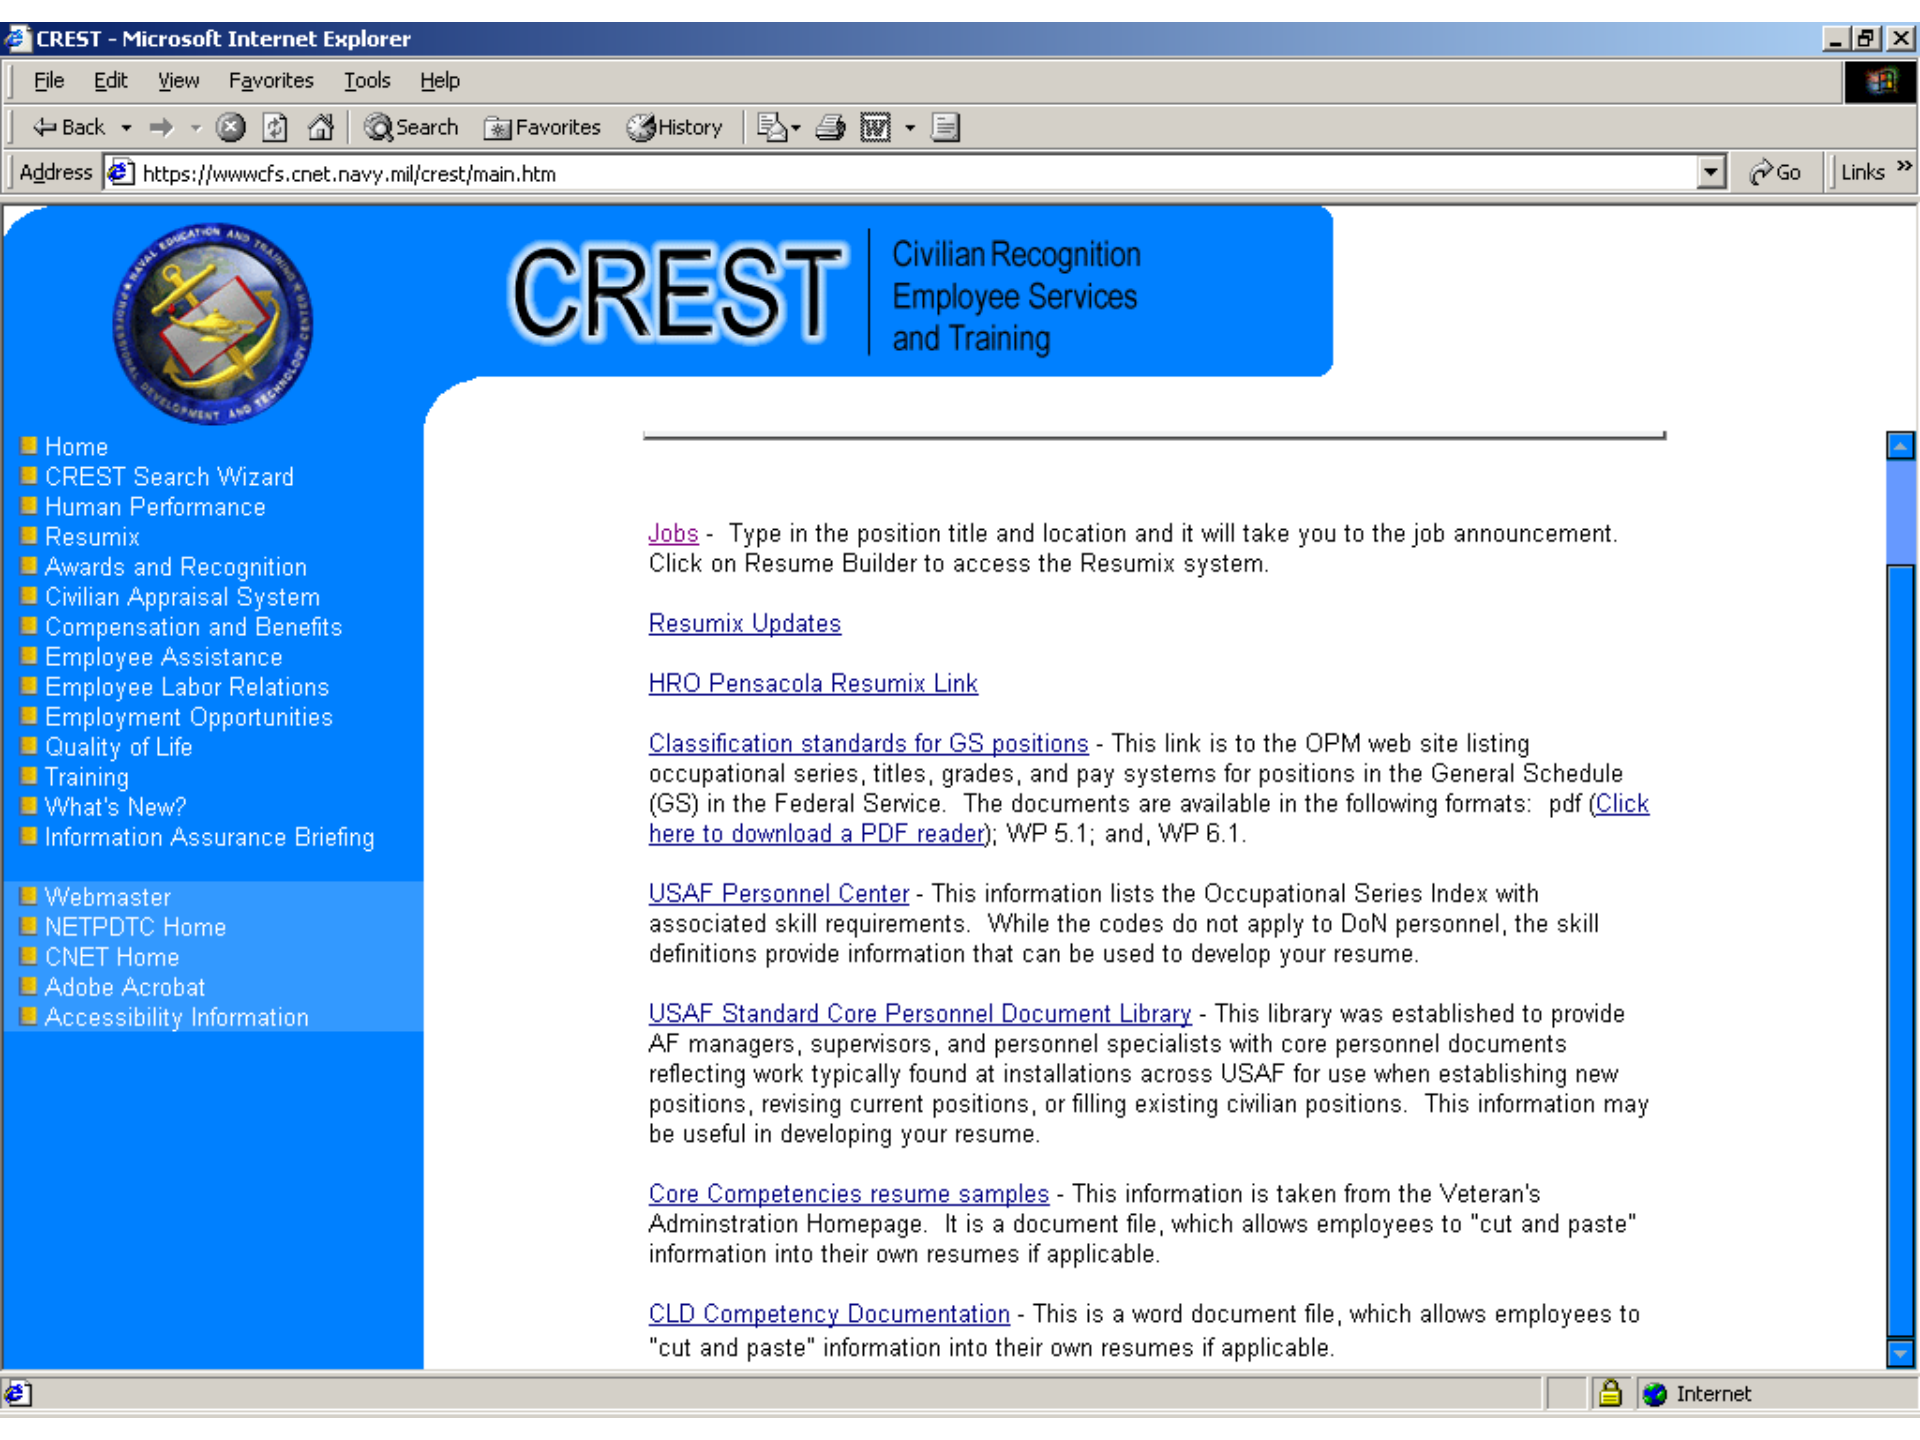 CREST - Microsoft Internet Explorer
File Edit View Favorites Tools Help
Back Search Favorites History
Address https://wwwcfs.cnet.navy.mil/crest/main.htm Go Links »
NAVAL EDUCATION AND TRAINING
PROFESSIONAL DEVELOPMENT AND TECHNOLOGY CENTER
CREST
Civilian Recognition
Employee Services
and Training
Home
CREST Search Wizard
Human Performance
Resumix
Awards and Recognition
Civilian Appraisal System
Compensation and Benefits
Employee Assistance
Employee Labor Relations
Employment Opportunities
Quality of Life
Training
What's New?
Information Assurance Briefing
Webmaster
NETPDTC Home
CNET Home
Adobe Acrobat
Accessibility Information
Jobs - Type in the position title and location and it will take you to the job announcement.
Click on Resume Builder to access the Resumix system.
Resumix Updates
HRO Pensacola Resumix Link
Classification standards for GS positions - This link is to the OPM web site listing
occupational series, titles, grades, and pay systems for positions in the General Schedule
(GS) in the Federal Service. The documents are available in the following formats: pdf (Click
here to download a PDF reader); WP 5.1; and, WP 6.1.
USAF Personnel Center - This information lists the Occupational Series Index with
associated skill requirements. While the codes do not apply to DoN personnel, the skill
definitions provide information that can be used to develop your resume.
USAF Standard Core Personnel Document Library - This library was established to provide
AF managers, supervisors, and personnel specialists with core personnel documents
reflecting work typically found at installations across USAF for use when establishing new
positions, revising current positions, or filling existing civilian positions. This information may
be useful in developing your resume.
Core Competencies resume samples - This information is taken from the Veteran's
Adminstration Homepage. It is a document file, which allows employees to "cut and paste"
information into their own resumes if applicable.
CLD Competency Documentation - This is a word document file, which allows employees to
"cut and paste" information into their own resumes if applicable.
Internet